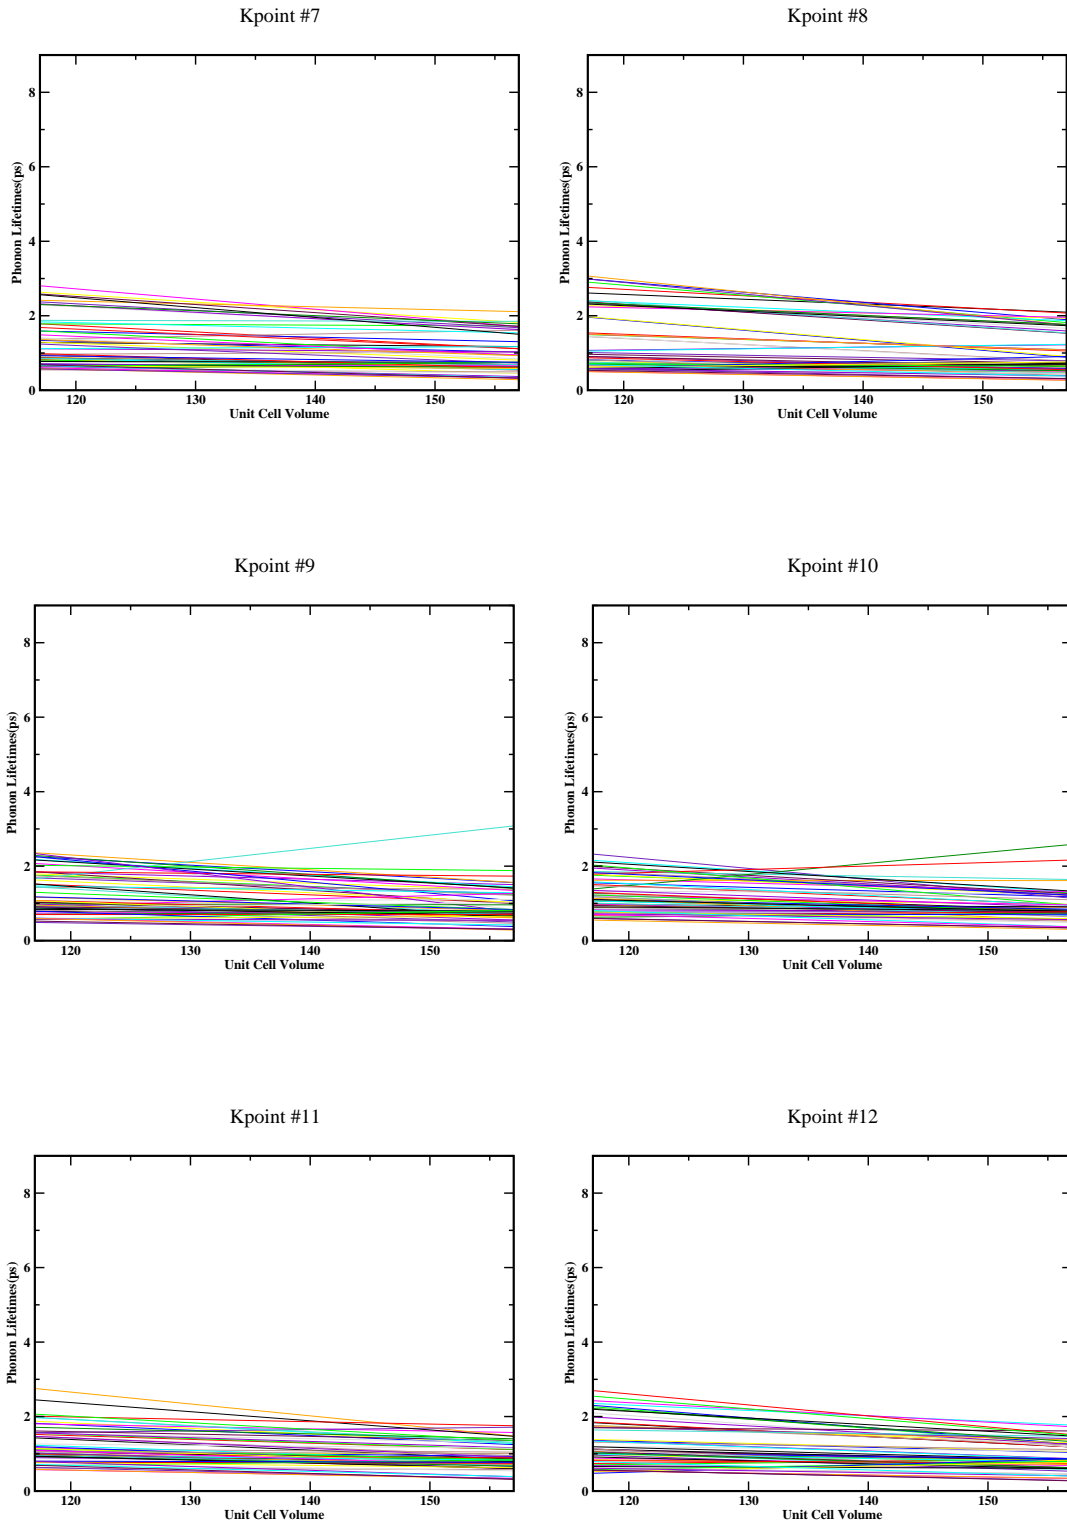 Kpoint #7
Kpoint #8
8
6
4
2
0
Phonon Lifetimes(ps)
120 130 140 150
Unit Cell Volume
8
6
4
2
0
Phonon Lifetimes(ps)
120 130 140 150
Unit Cell Volume
Kpoint #9
Kpoint #10
8
6
4
2
0
Phonon Lifetimes(ps)
120 130 140 150
Unit Cell Volume
8
6
4
2
0
Phonon Lifetimes(ps)
120 130 140 150
Unit Cell Volume
Kpoint #11
Kpoint #12
8
6
4
2
0
Phonon Lifetimes(ps)
120 130 140 150
Unit Cell Volume
8
6
4
2
0
Phonon Lifetimes(ps)
120 130 140 150
Unit Cell Volume